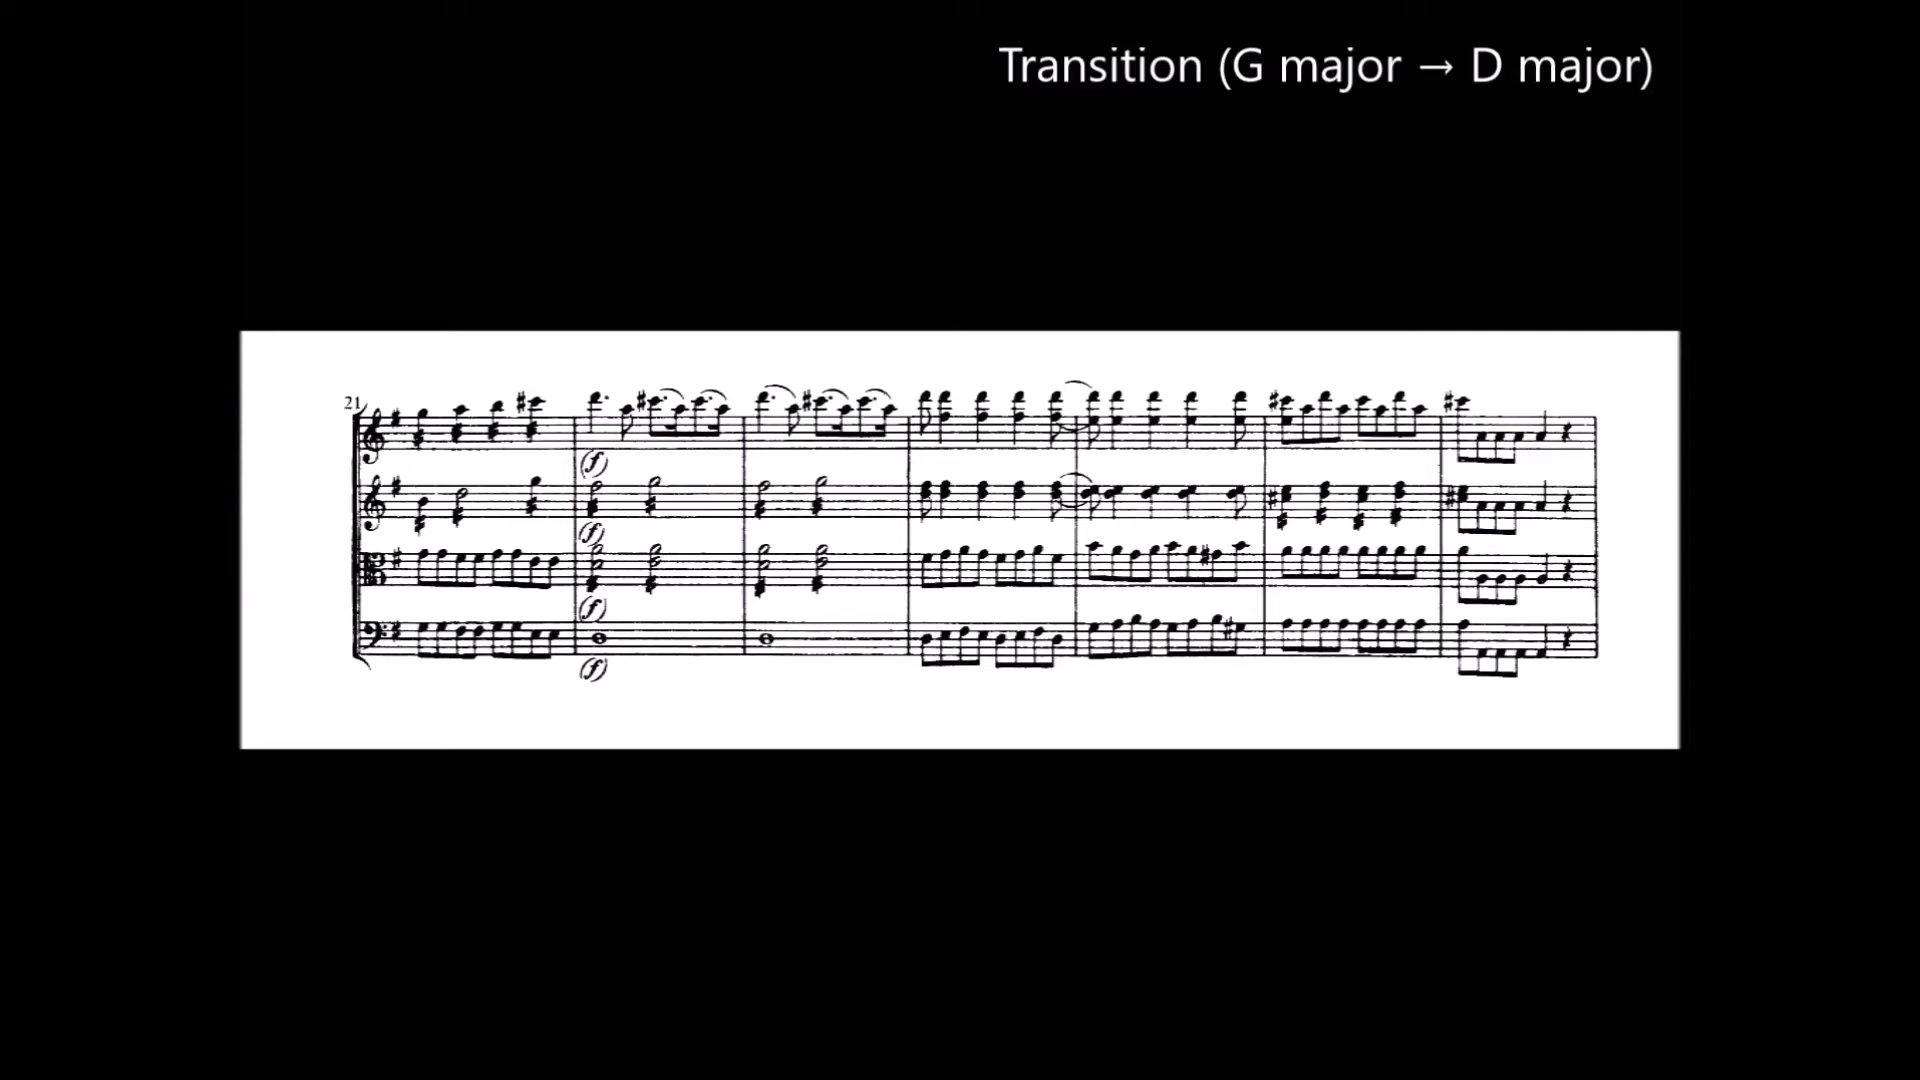 Transition (G major → D major)
21
(f)
(f)
(f)
(f)